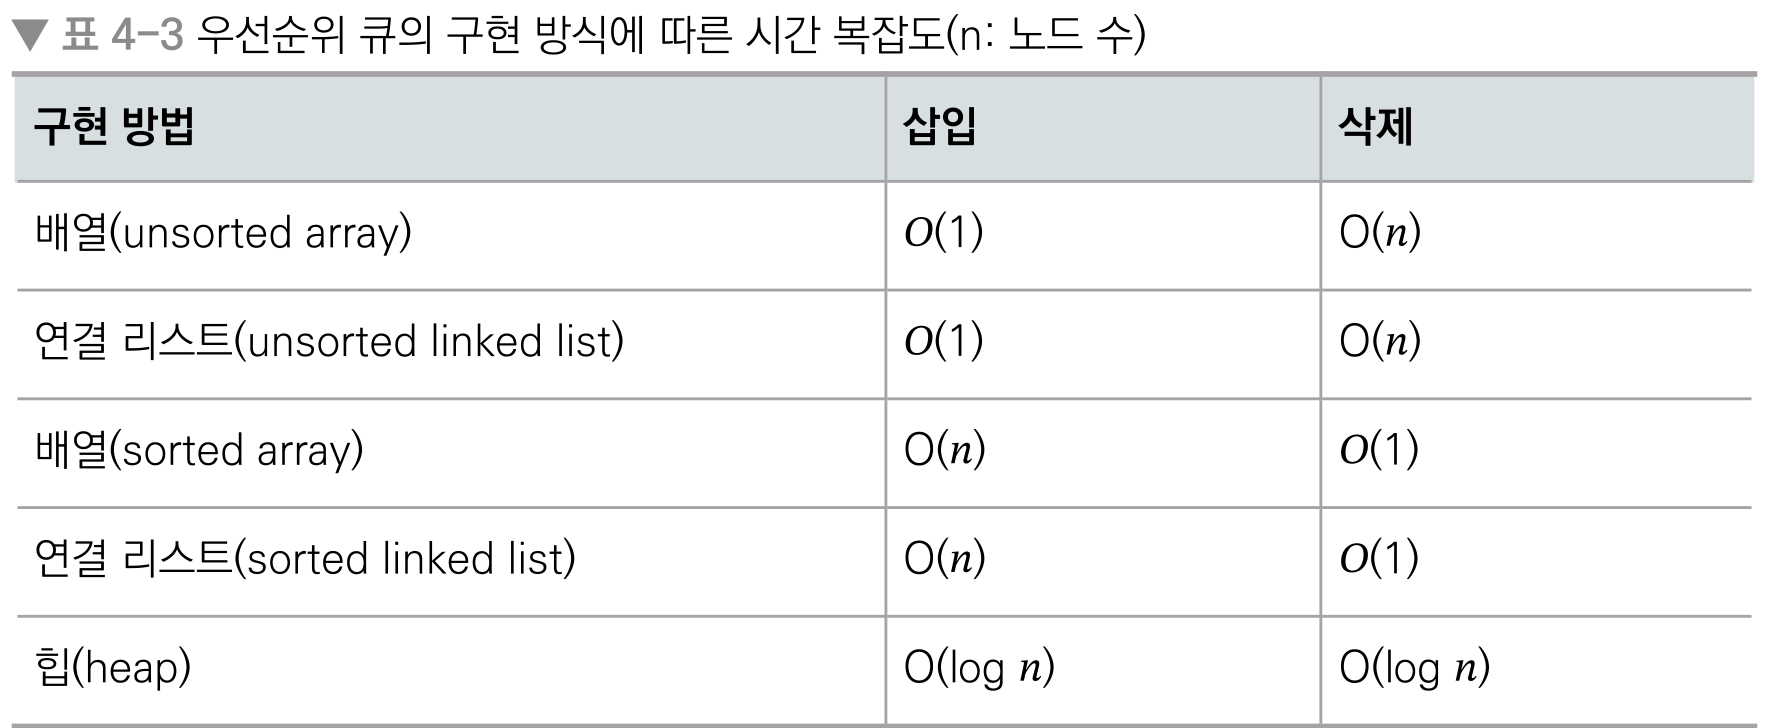 ▼ 표 4-3 우선순위 큐의 구현 방식에 따른 시간 복잡도(n: 노드 수)
구현 방법 삽입 삭제
배열(unsorted array) O(1) O(n)
연결 리스트(unsorted linked list) O(1) O(n)
배열(sorted array) O(n) O(1)
연결 리스트(sorted linked list) O(n) O(1)
힙(heap) O(log n) O(log n)